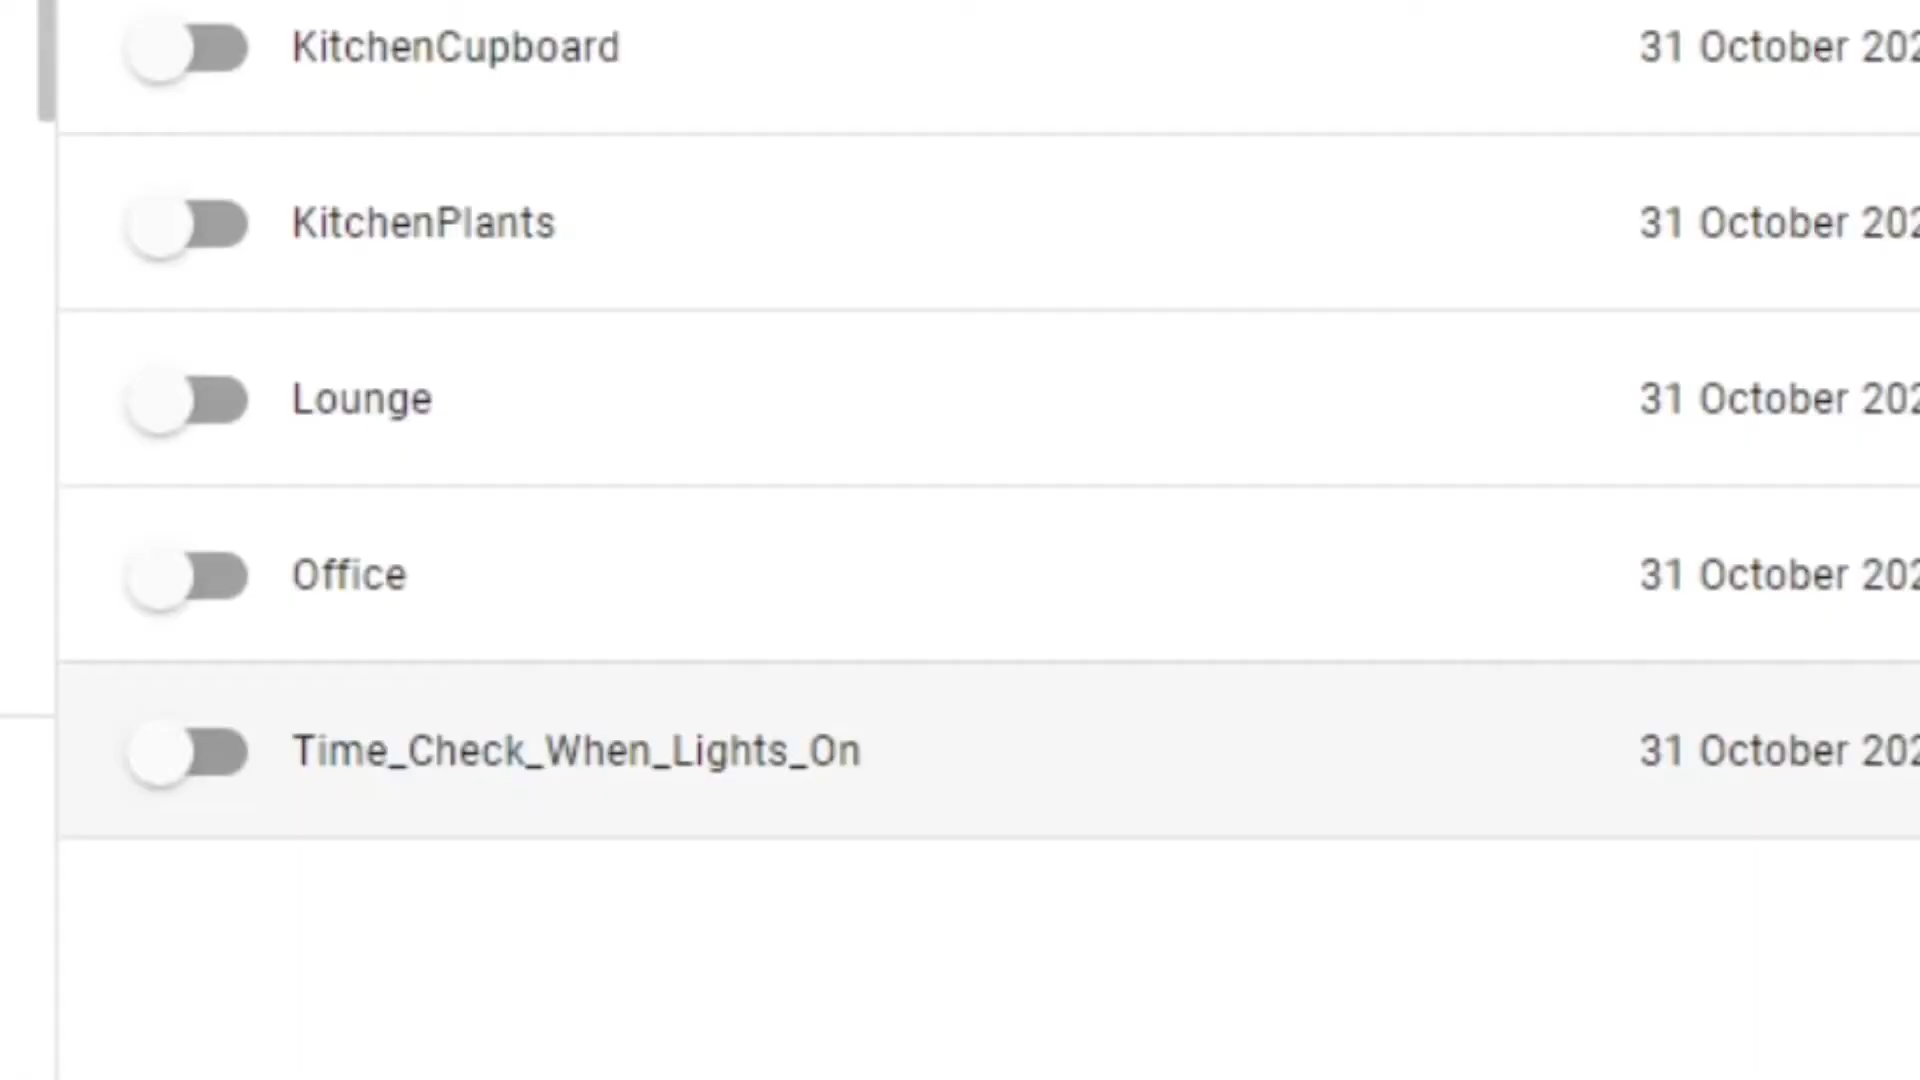 KitchenCupboard 31 October 202
KitchenPlants 31 October 202
Lounge 31 October 202
Office 31 October 202
Time_Check_When_Lights_On 31 October 202